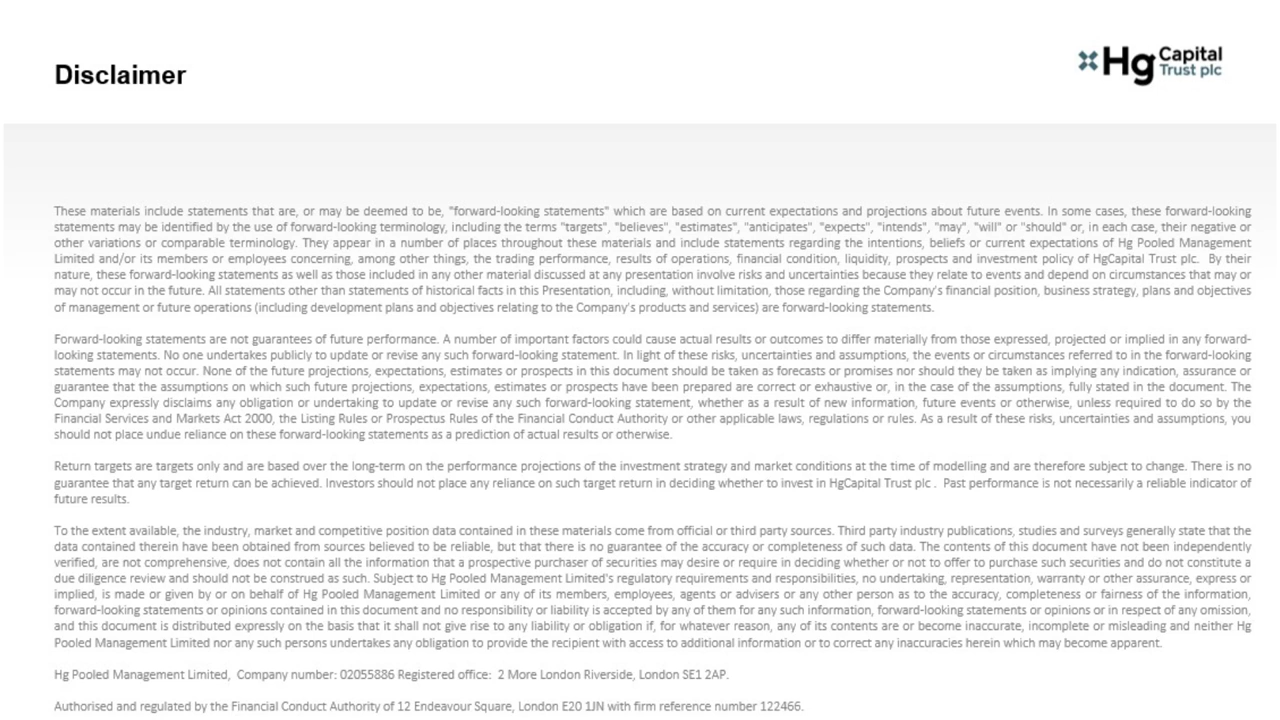 Disclaimer
Hg Capital
Trust plc
These materials include statements that are, or may be deemed to be, "forward-looking statements" which are based on current expectations and projections about future events. In some cases, these forward-looking
statements may be identified by the use of forward-looking terminology, including the terms "targets", "believes", "estimates", "anticipates", "expects", "intends", "may", "will" or "should" or, in each case, their negative or
other variations or comparable terminology. They appear in a number of places throughout these materials and include statements regarding the intentions, beliefs or current expectations of Hg Pooled Management
Limited and/or its members or employees concerning, among other things, the trading performance, results of operations, financial condition, liquidity, prospects and investment policy of HgCapital Trust plc. By their
nature, these forward-looking statements as well as those included in any other material discussed at any presentation involve risks and uncertainties because they relate to events and depend on circumstances that may or
may not occur in the future. All statements other than statements of historical facts in this Presentation, including, without limitation, those regarding the Company's financial position, business strategy, plans and objectives
of management or future operations (including development plans and objectives relating to the Company's products and services) are forward-looking statements.
Forward-looking statements are not guarantees of future performance. A number of important factors could cause actual results or outcomes to differ materially from those expressed, projected or implied in any forward-
looking statements. No one undertakes publicly to update or revise any such forward-looking statement. In light of these risks, uncertainties and assumptions, the events or circumstances referred to in the forward-looking
statements may not occur. None of the future projections, expectations, estimates or prospects in this document should be taken as forecasts or promises nor should they be taken as implying any indication, assurance or
guarantee that the assumptions on which such future projections, expectations, estimates or prospects have been prepared are correct or exhaustive or, in the case of the assumptions, fully stated in the document. The
Company expressly disclaims any obligation or undertaking to update or revise any such forward-looking statement, whether as a result of new information, future events or otherwise, unless required to do so by the
Financial Services and Markets Act 2000, the Listing Rules or Prospectus Rules of the Financial Conduct Authority or other applicable laws, regulations or rules. As a result of these risks, uncertainties and assumptions, you
should not place undue reliance on these forward-looking statements as a prediction of actual results or otherwise.
Return targets are targets only and are based over the long-term on the performance projections of the investment strategy and market conditions at the time of modelling and are therefore subject to change. There is no
guarantee that any target return can be achieved. Investors should not place any reliance on such target return in deciding whether to invest in HgCapital Trust plc . Past performance is not necessarily a reliable indicator of
future results.
To the extent available, the industry, market and competitive position data contained in these materials come from official or third party sources. Third party industry publications, studies and surveys generally state that the
data contained therein have been obtained from sources believed to be reliable, but that there is no guarantee of the accuracy or completeness of such data. The contents of this document have not been independently
verified, are not comprehensive, does not contain all the information that a prospective purchaser of securities may desire or require in deciding whether or not to offer to purchase such securities and do not constitute a
due diligence review and should not be construed as such. Subject to Hg Pooled Management Limited's regulatory requirements and responsibilities, no undertaking, representation, warranty or other assurance, express or
implied, is made or given by or on behalf of Hg Pooled Management Limited or any of its members, employees, agents or advisers or any other person as to the accuracy, completeness or fairness of the information,
forward-looking statements or opinions contained in this document and no responsibility or liability is accepted by any of them for any such information, forward-looking statements or opinions or in respect of any omission,
and this document is distributed expressly on the basis that it shall not give rise to any liability or obligation if, for whatever reason, any of its contents are or become inaccurate, incomplete or misleading and neither Hg
Pooled Management Limited nor any such persons undertakes any obligation to provide the recipient with access to additional information or to correct any inaccuracies herein which may become apparent.
Hg Pooled Management Limited, Company number: 02055886 Registered office: 2 More London Riverside, London SE1 2AP.
Authorised and regulated by the Financial Conduct Authority of 12 Endeavour Square, London E20 1JN with firm reference number 122466.